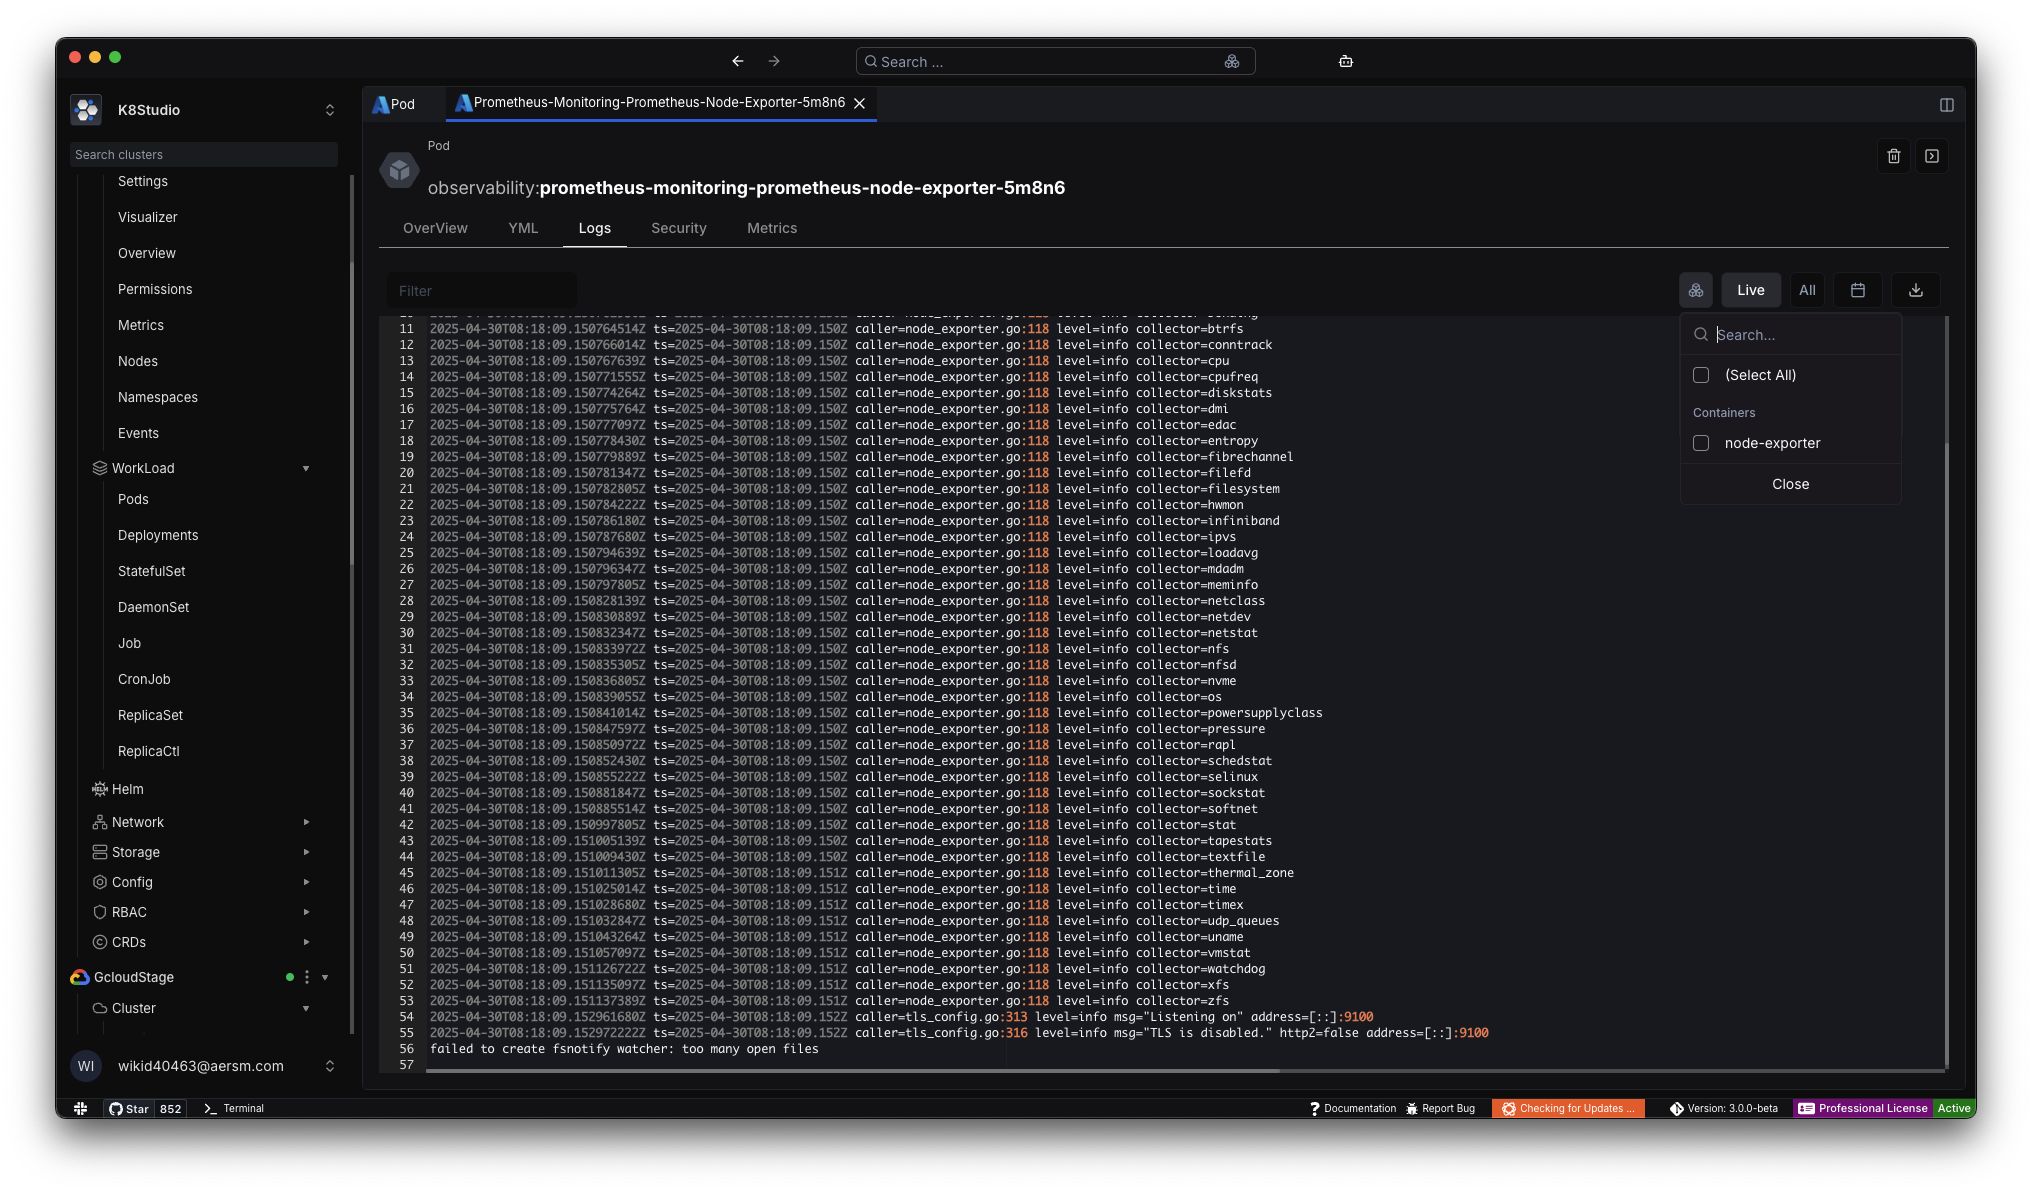 Search ...
K8Studio
Search clusters
Settings
Visualizer
Overview
Permissions
Metrics
Nodes
Namespaces
Events
WorkLoad
Pods
Deployments
StatefulSet
DaemonSet
Job
CronJob
ReplicaSet
ReplicaCtl
HELM Helm
Network
Storage
Config
RBAC
CRDs
GcloudStage
Cluster
WI wikid40463@aersm.com
Pod
Prometheus-Monitoring-Prometheus-Node-Exporter-5m8n6
Pod
observability:prometheus-monitoring-prometheus-node-exporter-5m8n6
OverView YML Logs Security Metrics
Filter
Live All
11 2025-04-30T08:18:09.150764514Z ts=2025-04-30T08:18:09.150Z caller=node_exporter.go:118 level=info collector=btrfs
12 2025-04-30T08:18:09.150766014Z ts=2025-04-30T08:18:09.150Z caller=node_exporter.go:118 level=info collector=conntrack
13 2025-04-30T08:18:09.150767639Z ts=2025-04-30T08:18:09.150Z caller=node_exporter.go:118 level=info collector=cpu
14 2025-04-30T08:18:09.150771555Z ts=2025-04-30T08:18:09.150Z caller=node_exporter.go:118 level=info collector=cpufreq
15 2025-04-30T08:18:09.150774264Z ts=2025-04-30T08:18:09.150Z caller=node_exporter.go:118 level=info collector=diskstats
16 2025-04-30T08:18:09.150775764Z ts=2025-04-30T08:18:09.150Z caller=node_exporter.go:118 level=info collector=dmi
17 2025-04-30T08:18:09.150777097Z ts=2025-04-30T08:18:09.150Z caller=node_exporter.go:118 level=info collector=edac
18 2025-04-30T08:18:09.150778430Z ts=2025-04-30T08:18:09.150Z caller=node_exporter.go:118 level=info collector=entropy
19 2025-04-30T08:18:09.150779889Z ts=2025-04-30T08:18:09.150Z caller=node_exporter.go:118 level=info collector=fibrechannel
20 2025-04-30T08:18:09.150781347Z ts=2025-04-30T08:18:09.150Z caller=node_exporter.go:118 level=info collector=filefd
21 2025-04-30T08:18:09.150782805Z ts=2025-04-30T08:18:09.150Z caller=node_exporter.go:118 level=info collector=filesystem
22 2025-04-30T08:18:09.150784222Z ts=2025-04-30T08:18:09.150Z caller=node_exporter.go:118 level=info collector=hwmon
23 2025-04-30T08:18:09.150786180Z ts=2025-04-30T08:18:09.150Z caller=node_exporter.go:118 level=info collector=infiniband
24 2025-04-30T08:18:09.150787680Z ts=2025-04-30T08:18:09.150Z caller=node_exporter.go:118 level=info collector=ipvs
25 2025-04-30T08:18:09.150794639Z ts=2025-04-30T08:18:09.150Z caller=node_exporter.go:118 level=info collector=loadavg
26 2025-04-30T08:18:09.150796347Z ts=2025-04-30T08:18:09.150Z caller=node_exporter.go:118 level=info collector=mdadm
27 2025-04-30T08:18:09.150797805Z ts=2025-04-30T08:18:09.150Z caller=node_exporter.go:118 level=info collector=meminfo
28 2025-04-30T08:18:09.150828139Z ts=2025-04-30T08:18:09.150Z caller=node_exporter.go:118 level=info collector=netclass
29 2025-04-30T08:18:09.150830889Z ts=2025-04-30T08:18:09.150Z caller=node_exporter.go:118 level=info collector=netdev
30 2025-04-30T08:18:09.150832347Z ts=2025-04-30T08:18:09.150Z caller=node_exporter.go:118 level=info collector=netstat
31 2025-04-30T08:18:09.150833972Z ts=2025-04-30T08:18:09.150Z caller=node_exporter.go:118 level=info collector=nfs
32 2025-04-30T08:18:09.150835305Z ts=2025-04-30T08:18:09.150Z caller=node_exporter.go:118 level=info collector=nfsd
33 2025-04-30T08:18:09.150836805Z ts=2025-04-30T08:18:09.150Z caller=node_exporter.go:118 level=info collector=nvme
34 2025-04-30T08:18:09.150839055Z ts=2025-04-30T08:18:09.150Z caller=node_exporter.go:118 level=info collector=os
35 2025-04-30T08:18:09.150841014Z ts=2025-04-30T08:18:09.150Z caller=node_exporter.go:118 level=info collector=powersupplyclass
36 2025-04-30T08:18:09.150847597Z ts=2025-04-30T08:18:09.150Z caller=node_exporter.go:118 level=info collector=pressure
37 2025-04-30T08:18:09.150850972Z ts=2025-04-30T08:18:09.150Z caller=node_exporter.go:118 level=info collector=rapl
38 2025-04-30T08:18:09.150852430Z ts=2025-04-30T08:18:09.150Z caller=node_exporter.go:118 level=info collector=schedstat
39 2025-04-30T08:18:09.150855222Z ts=2025-04-30T08:18:09.150Z caller=node_exporter.go:118 level=info collector=selinux
40 2025-04-30T08:18:09.150881847Z ts=2025-04-30T08:18:09.150Z caller=node_exporter.go:118 level=info collector=sockstat
41 2025-04-30T08:18:09.150885514Z ts=2025-04-30T08:18:09.150Z caller=node_exporter.go:118 level=info collector=softnet
42 2025-04-30T08:18:09.150997805Z ts=2025-04-30T08:18:09.150Z caller=node_exporter.go:118 level=info collector=stat
43 2025-04-30T08:18:09.151005139Z ts=2025-04-30T08:18:09.150Z caller=node_exporter.go:118 level=info collector=tapestats
44 2025-04-30T08:18:09.151009430Z ts=2025-04-30T08:18:09.150Z caller=node_exporter.go:118 level=info collector=textfile
45 2025-04-30T08:18:09.151011305Z ts=2025-04-30T08:18:09.151Z caller=node_exporter.go:118 level=info collector=thermal_zone
46 2025-04-30T08:18:09.151025014Z ts=2025-04-30T08:18:09.151Z caller=node_exporter.go:118 level=info collector=time
47 2025-04-30T08:18:09.151028680Z ts=2025-04-30T08:18:09.151Z caller=node_exporter.go:118 level=info collector=timex
48 2025-04-30T08:18:09.151032847Z ts=2025-04-30T08:18:09.151Z caller=node_exporter.go:118 level=info collector=udp_queues
49 2025-04-30T08:18:09.151043264Z ts=2025-04-30T08:18:09.151Z caller=node_exporter.go:118 level=info collector=uname
50 2025-04-30T08:18:09.151057097Z ts=2025-04-30T08:18:09.151Z caller=node_exporter.go:118 level=info collector=vmstat
51 2025-04-30T08:18:09.151126722Z ts=2025-04-30T08:18:09.151Z caller=node_exporter.go:118 level=info collector=watchdog
52 2025-04-30T08:18:09.151135097Z ts=2025-04-30T08:18:09.151Z caller=node_exporter.go:118 level=info collector=xfs
53 2025-04-30T08:18:09.151137389Z ts=2025-04-30T08:18:09.151Z caller=node_exporter.go:118 level=info collector=zfs
54 2025-04-30T08:18:09.152961680Z ts=2025-04-30T08:18:09.152Z caller=tls_config.go:313 level=info msg="Listening on" address=[::]:9100
55 2025-04-30T08:18:09.152972222Z ts=2025-04-30T08:18:09.152Z caller=tls_config.go:316 level=info msg="TLS is disabled." http2=false address=[::]:9100
56 failed to create fsnotify watcher: too many open files
57
Search...
(Select All)
Containers
node-exporter
Close
Star 852 Terminal
Documentation Report Bug Checking for Updates ... Version: 3.0.0-beta Professional License Active